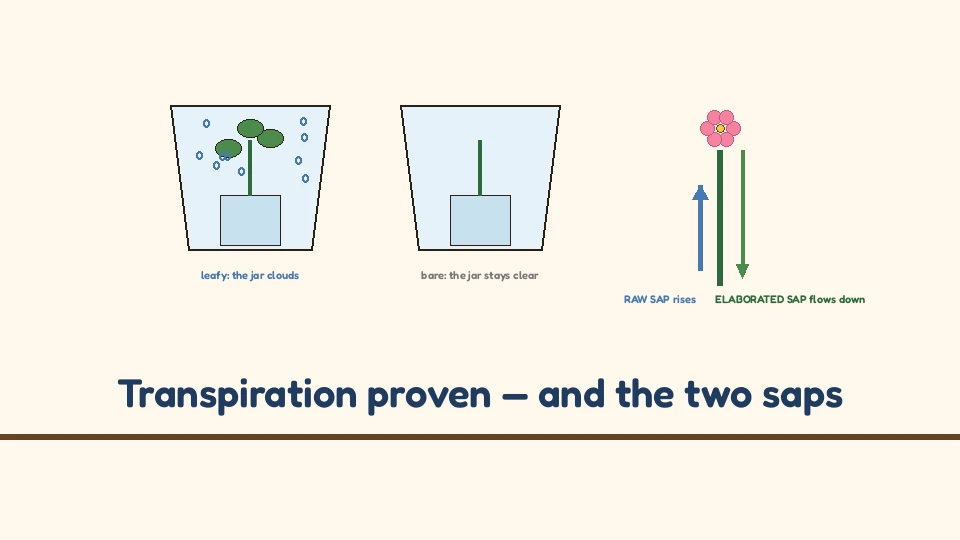 leafy: the jar clouds
bare: the jar stays clear
RAW SAP rises
ELABORATED SAP flows down
Transpiration proven — and the two saps